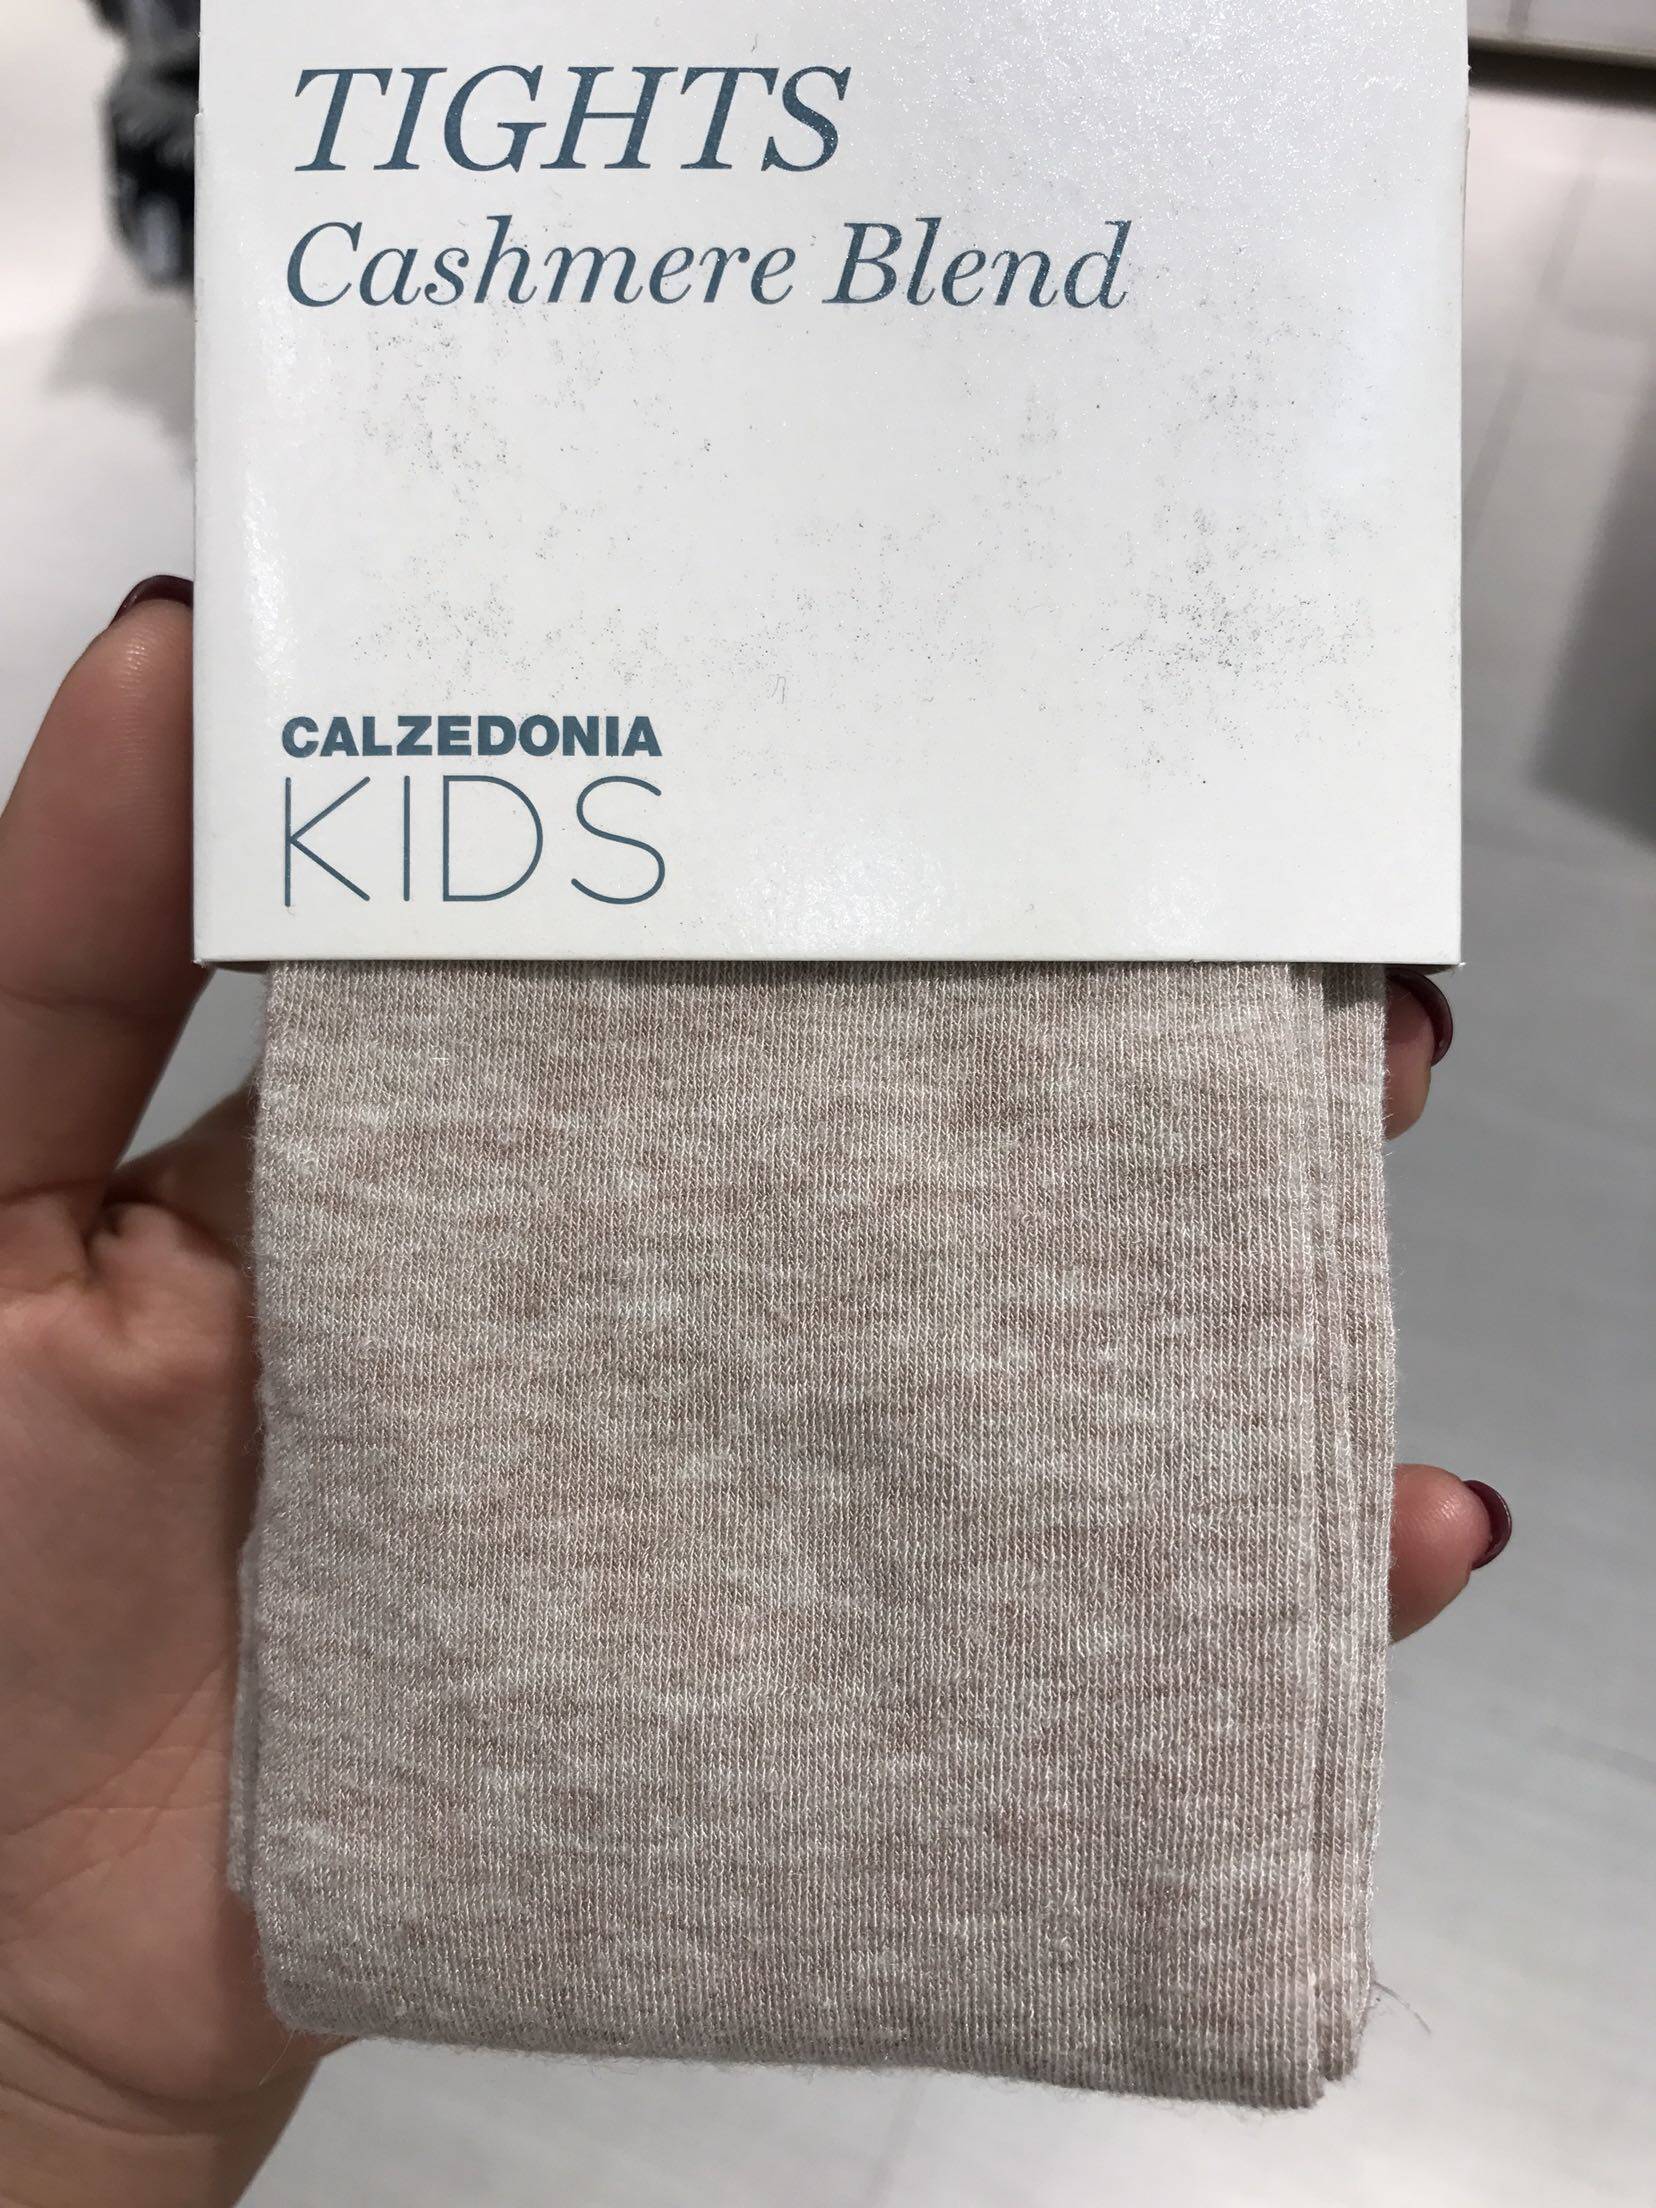 TIGHTS
Cashmere Blend
CALZEDONIA
KIDS